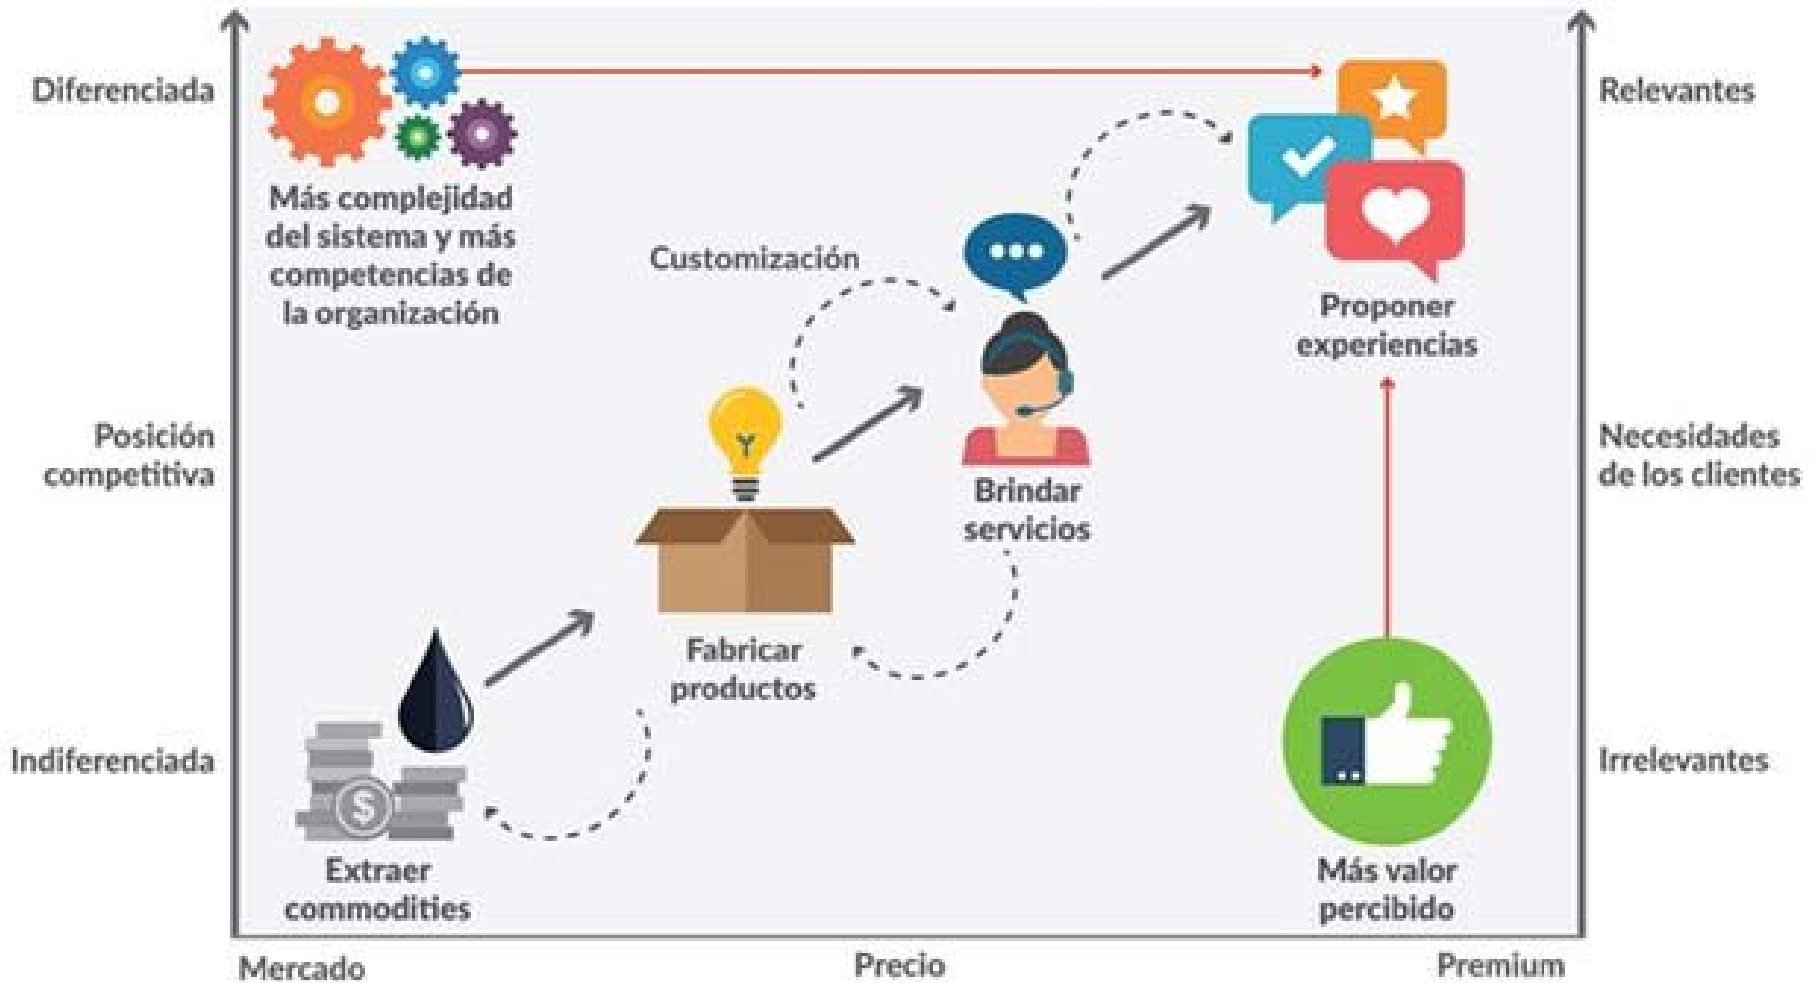 Diferenciada
Relevantes
Más complejidad
del sistema y más
competencias de
la organización
Customización
Proponer
experiencias
Posición
competitiva
Necesidades
de los clientes
Brindar
servicios
Fabricar
productos
Indiferenciada
Irrelevantes
$
Extraer
commodities
Más valor
percibido
Mercado
Precio
Premium